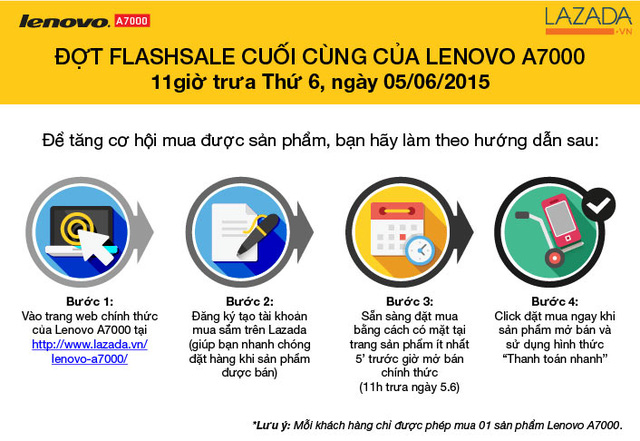 lenovo A7000
LAZADA
.VN
ĐỢT FLASHSALE CUỐI CÙNG CỦA LENOVO A7000
11giờ trưa Thứ 6, ngày 05/06/2015
Để tăng cơ hội mua được sản phẩm, bạn hãy làm theo hướng dẫn sau:
Bước 1:
Vào trang web chính thức
của Lenovo A7000 tại
http://www.lazada.vn/
lenovo-a7000/
Bước 2:
Đăng ký tạo tài khoản
mua sắm trên Lazada
(giúp bạn nhanh chóng
đặt hàng khi sản phẩm
được bán)
Bước 3:
Sẵn sàng đặt mua
bằng cách có mặt tại
trang sản phẩm ít nhất
5’ trước giờ mở bán
chính thức
(11h trưa ngày 5.6)
Bước 4:
Click đặt mua ngay khi
sản phẩm mở bán và
sử dụng hình thức
“Thanh toán nhanh”
*Lưu ý: Mỗi khách hàng chỉ được phép mua 01 sản phẩm Lenovo A7000.